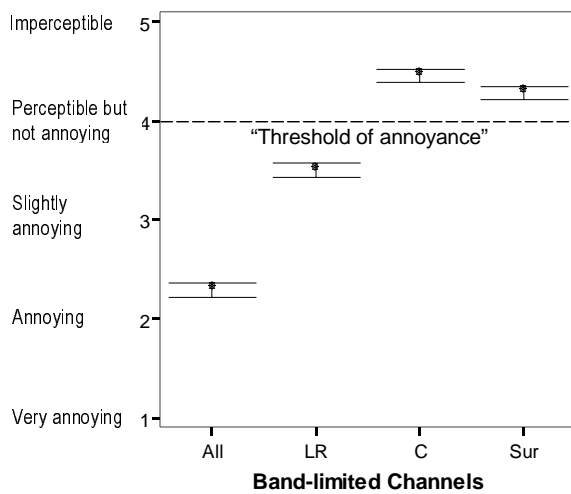 Imperceptible
5
Perceptible but
not annoying
4
"Threshold of annoyance"
Slightly
annoying
3
Annoying
2
Very annoying
1
All
LR
C
Sur
Band-limited Channels